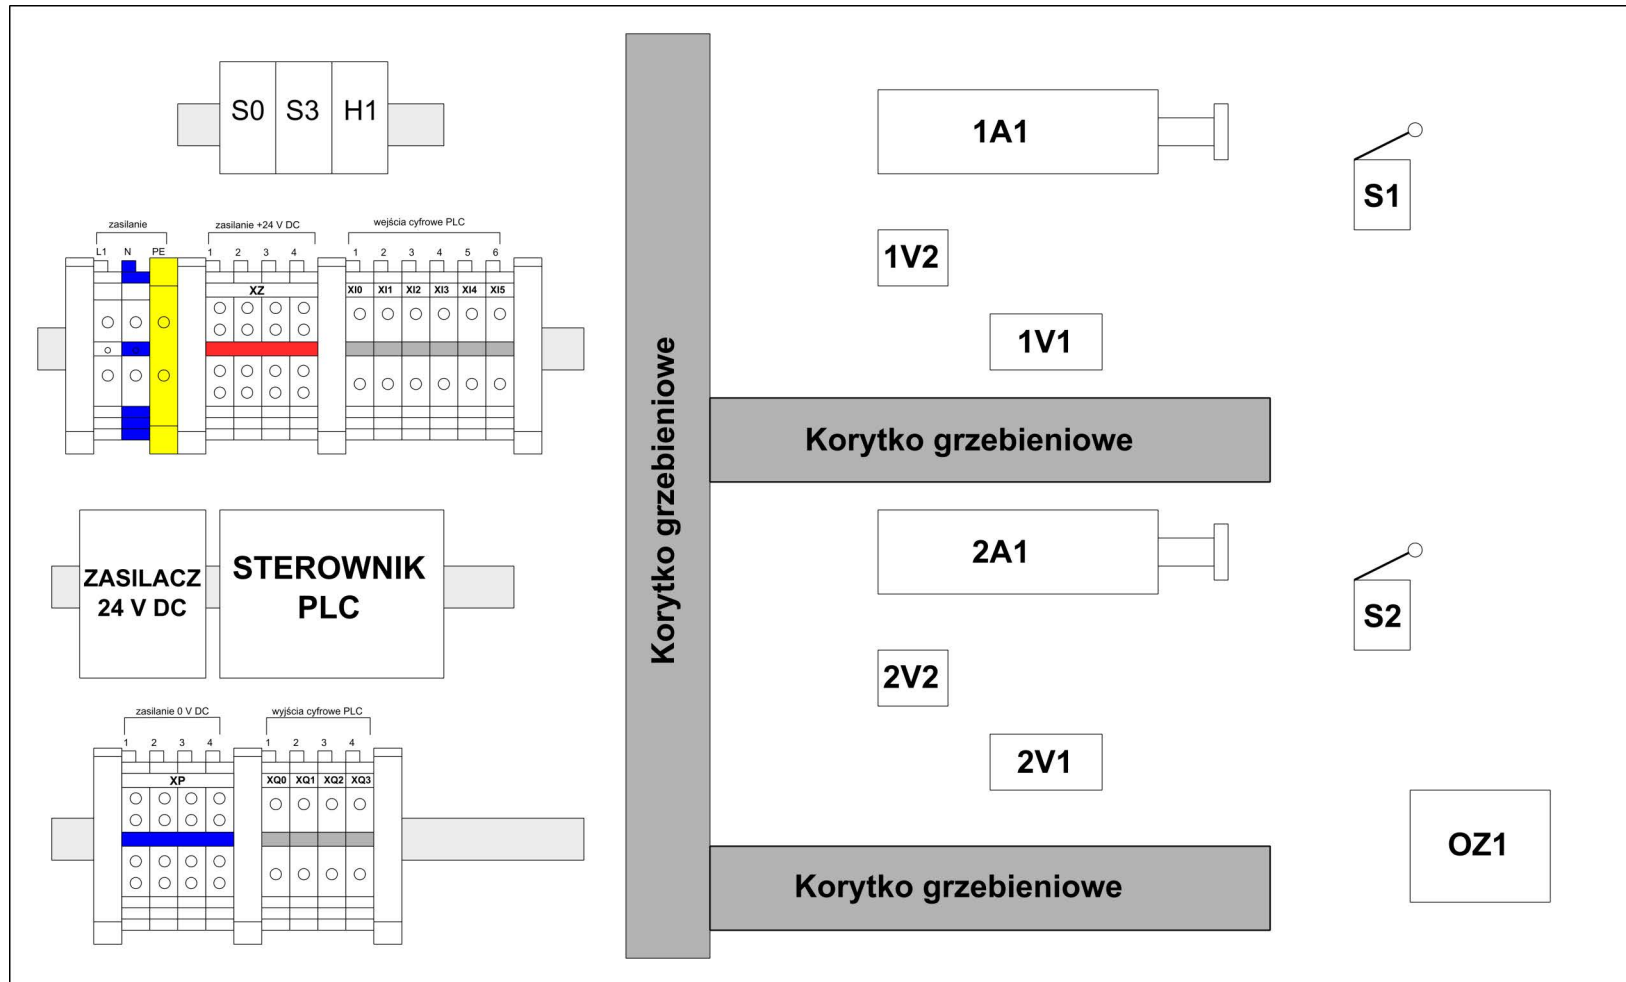 S0 S3 H1
zasilanie zasilanie +24 V DC wejścia cyfrowe PLC
L1 N PE 1 2 3 4 1 2 3 4 5 6
XZ XI0 XI1 XI2 XI3 XI4 XI5
ZASILACZ
24 V DC
STEROWNIK
PLC
zasilanie 0 V DC wyjścia cyfrowe PLC
1 2 3 4 1 2 3 4
XP XQ0 XQ1 XQ2 XQ3
Korytko grzebieniowe
1A1
S1
1V2
1V1
Korytko grzebieniowe
2A1
S2
2V2
2V1
OZ1
Korytko grzebieniowe